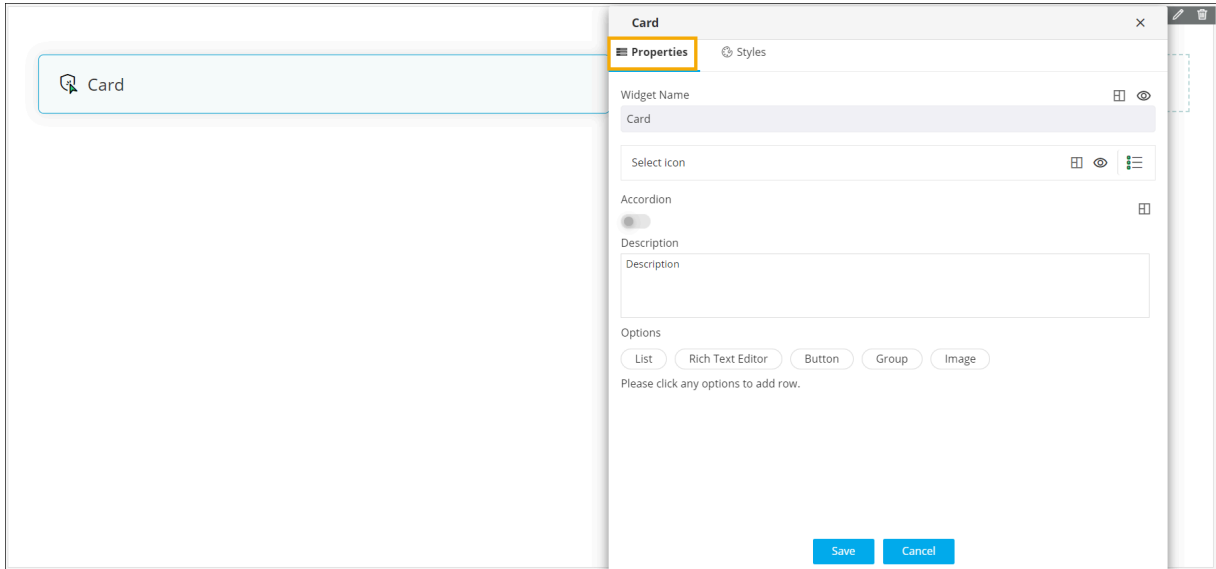 Card
Card
Properties
Styles
Widget Name
Card
Select icon
Accordion
Description
Description
Options
List
Rich Text Editor
Button
Group
Image
Please click any options to add row.
Save
Cancel